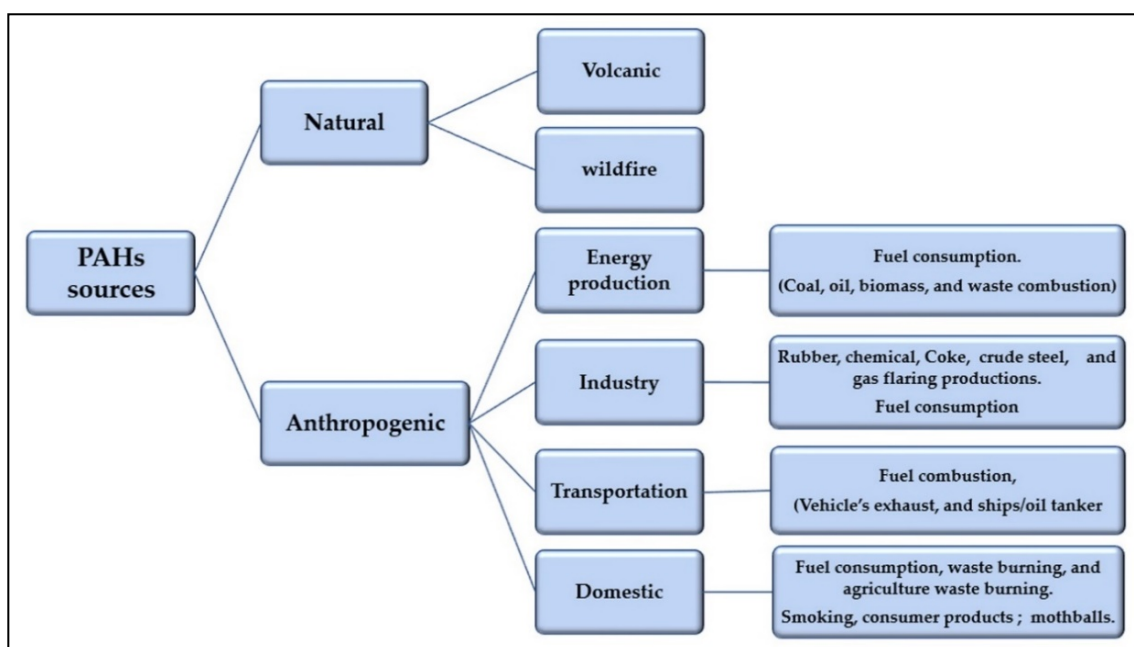 Volcanic
Natural
wildfire
PAHs
sources
Energy
production
Fuel consumption.
(Coal, oil, biomass, and waste combustion)
Industry
Rubber, chemical, Coke, crude steel, and
gas flaring productions.
Fuel consumption
Anthropogenic
Transportation
Fuel combustion,
(Vehicle's exhaust, and ships/oil tanker
Domestic
Fuel consumption, waste burning, and
agriculture waste burning.
Smoking, consumer products ; mothballs.